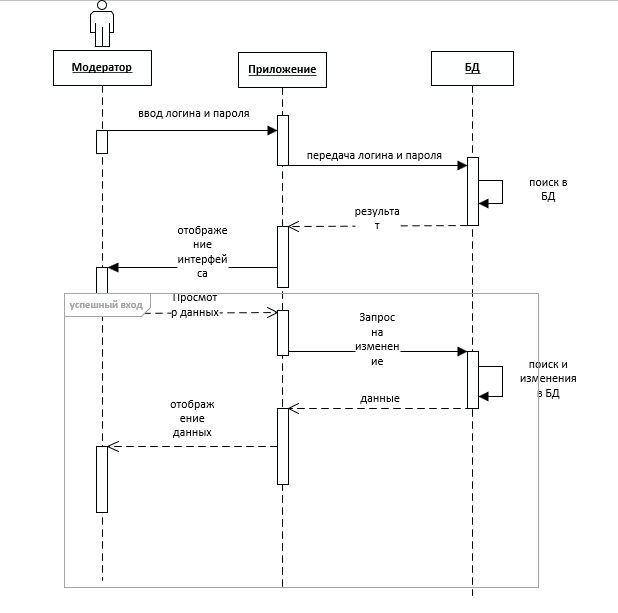 Модератор
Приложение
БД
ввод логина и пароля
передача логина и пароля
поиск в
БД
результа
т
отображе
ние
интерфей
са
успешный вход
Просмот
р данных
Запрос
на
изменен
ие
поиск и
изменения
в БД
данные
отображ
ение
данных